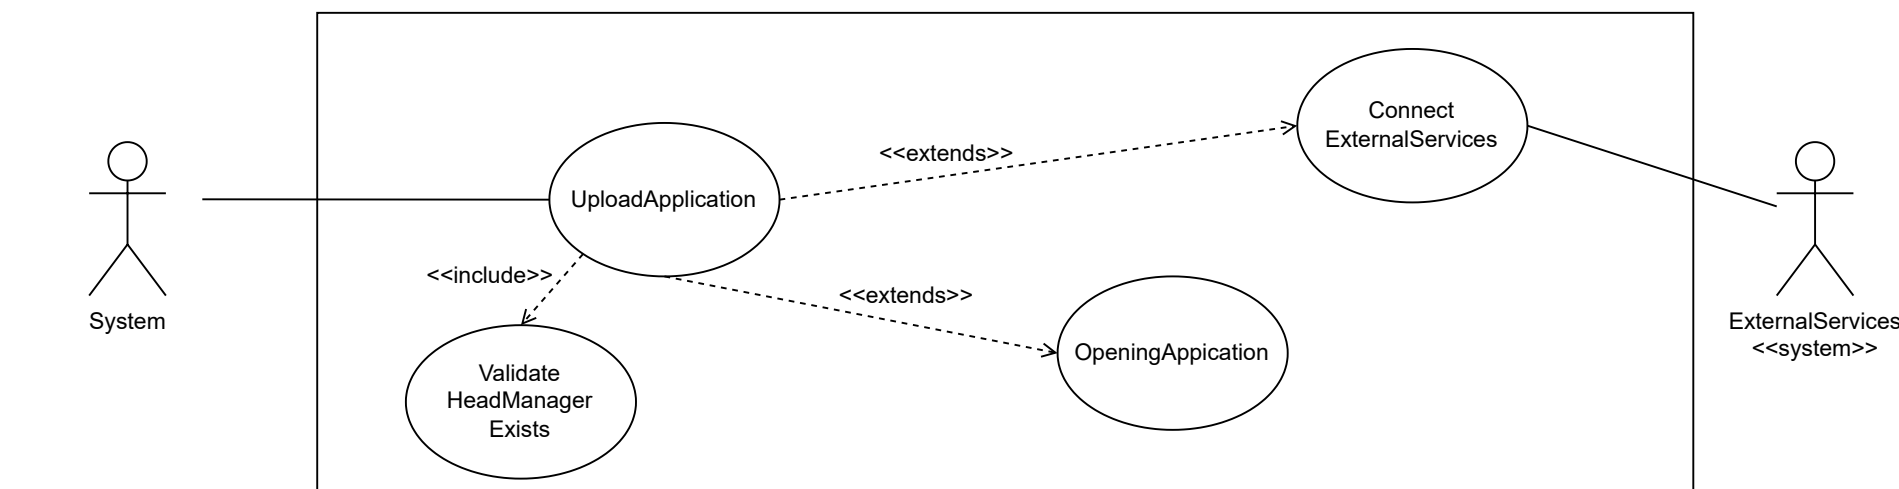 Connect
ExternalServices
<<extends>>
UploadApplication
<<include>>
<<extends>>
System
ExternalServices
<<system>>
OpeningAppication
Validate
HeadManager
Exists